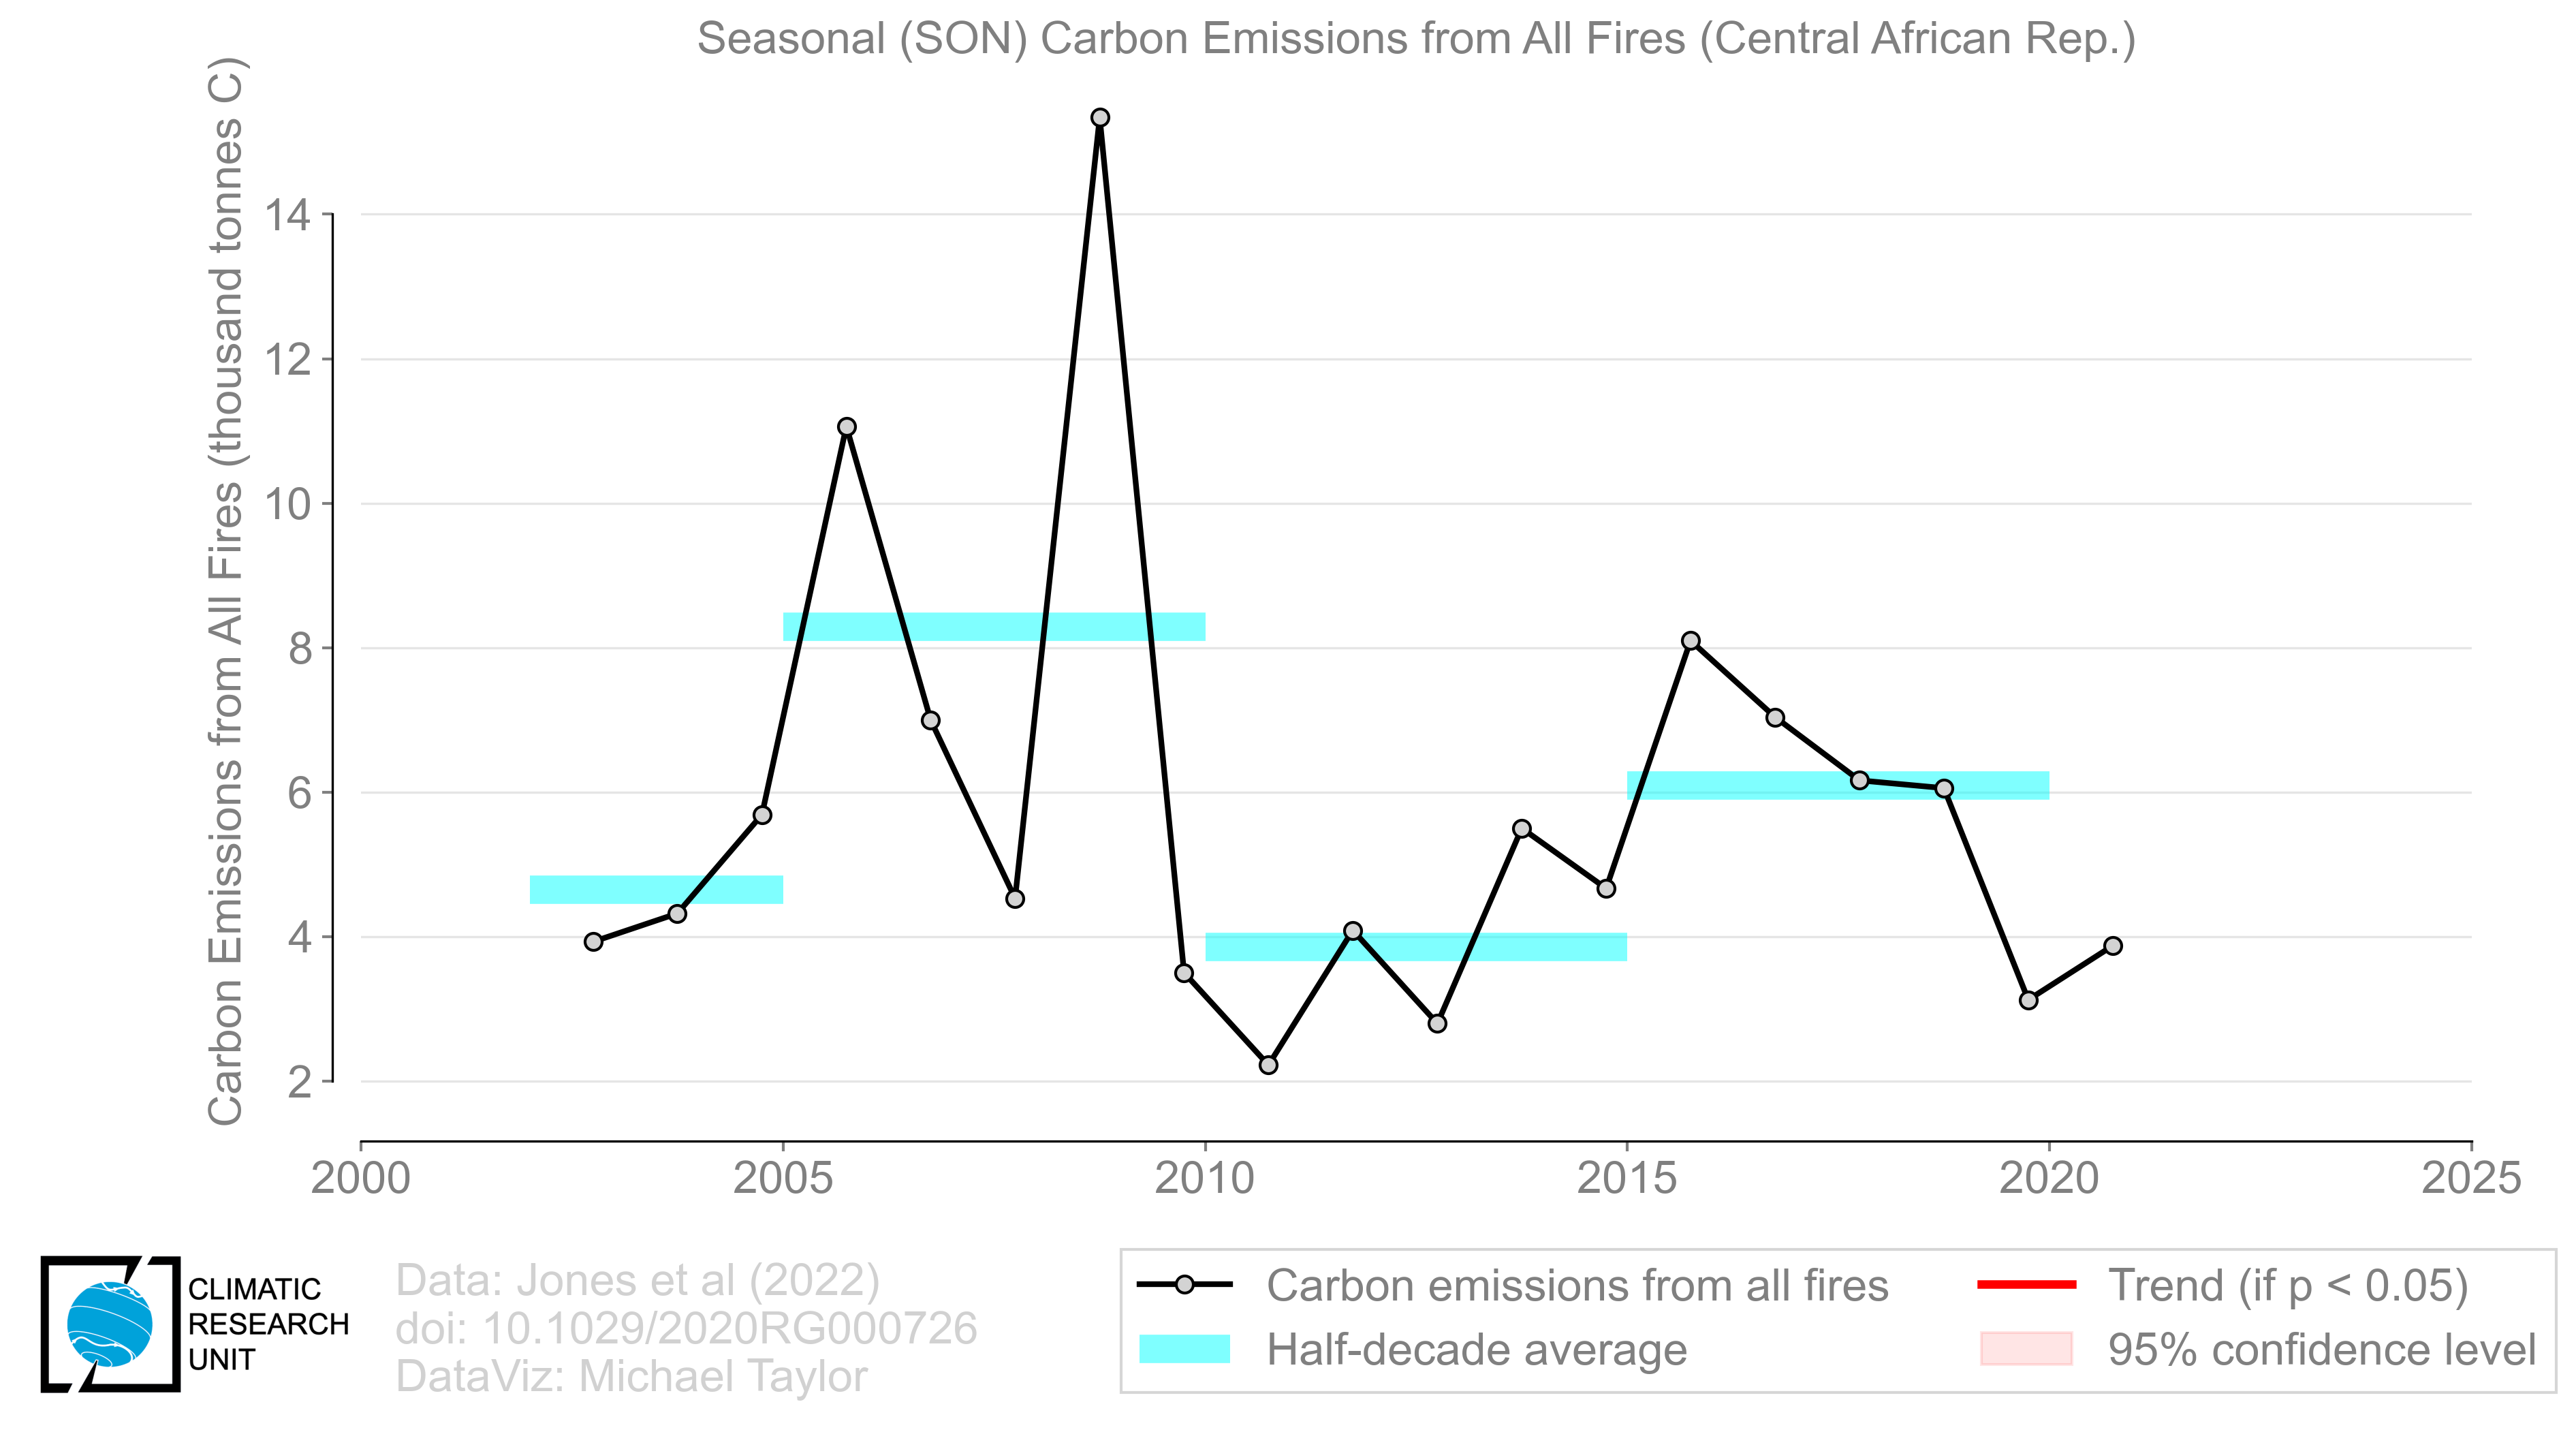 Seasonal (SON) Carbon Emissions from All Fires (Central African Rep.)
Carbon Emissions from All Fires (thousand tonnes C)
14
12
10
8
6
4
2
2000
2005
2010
2015
2020
2025
CLIMATIC
RESEARCH
UNIT
Data: Jones et al (2022)
doi: 10.1029/2020RG000726
DataViz: Michael Taylor
Carbon emissions from all fires
Half-decade average
Trend (if p < 0.05)
95% confidence level